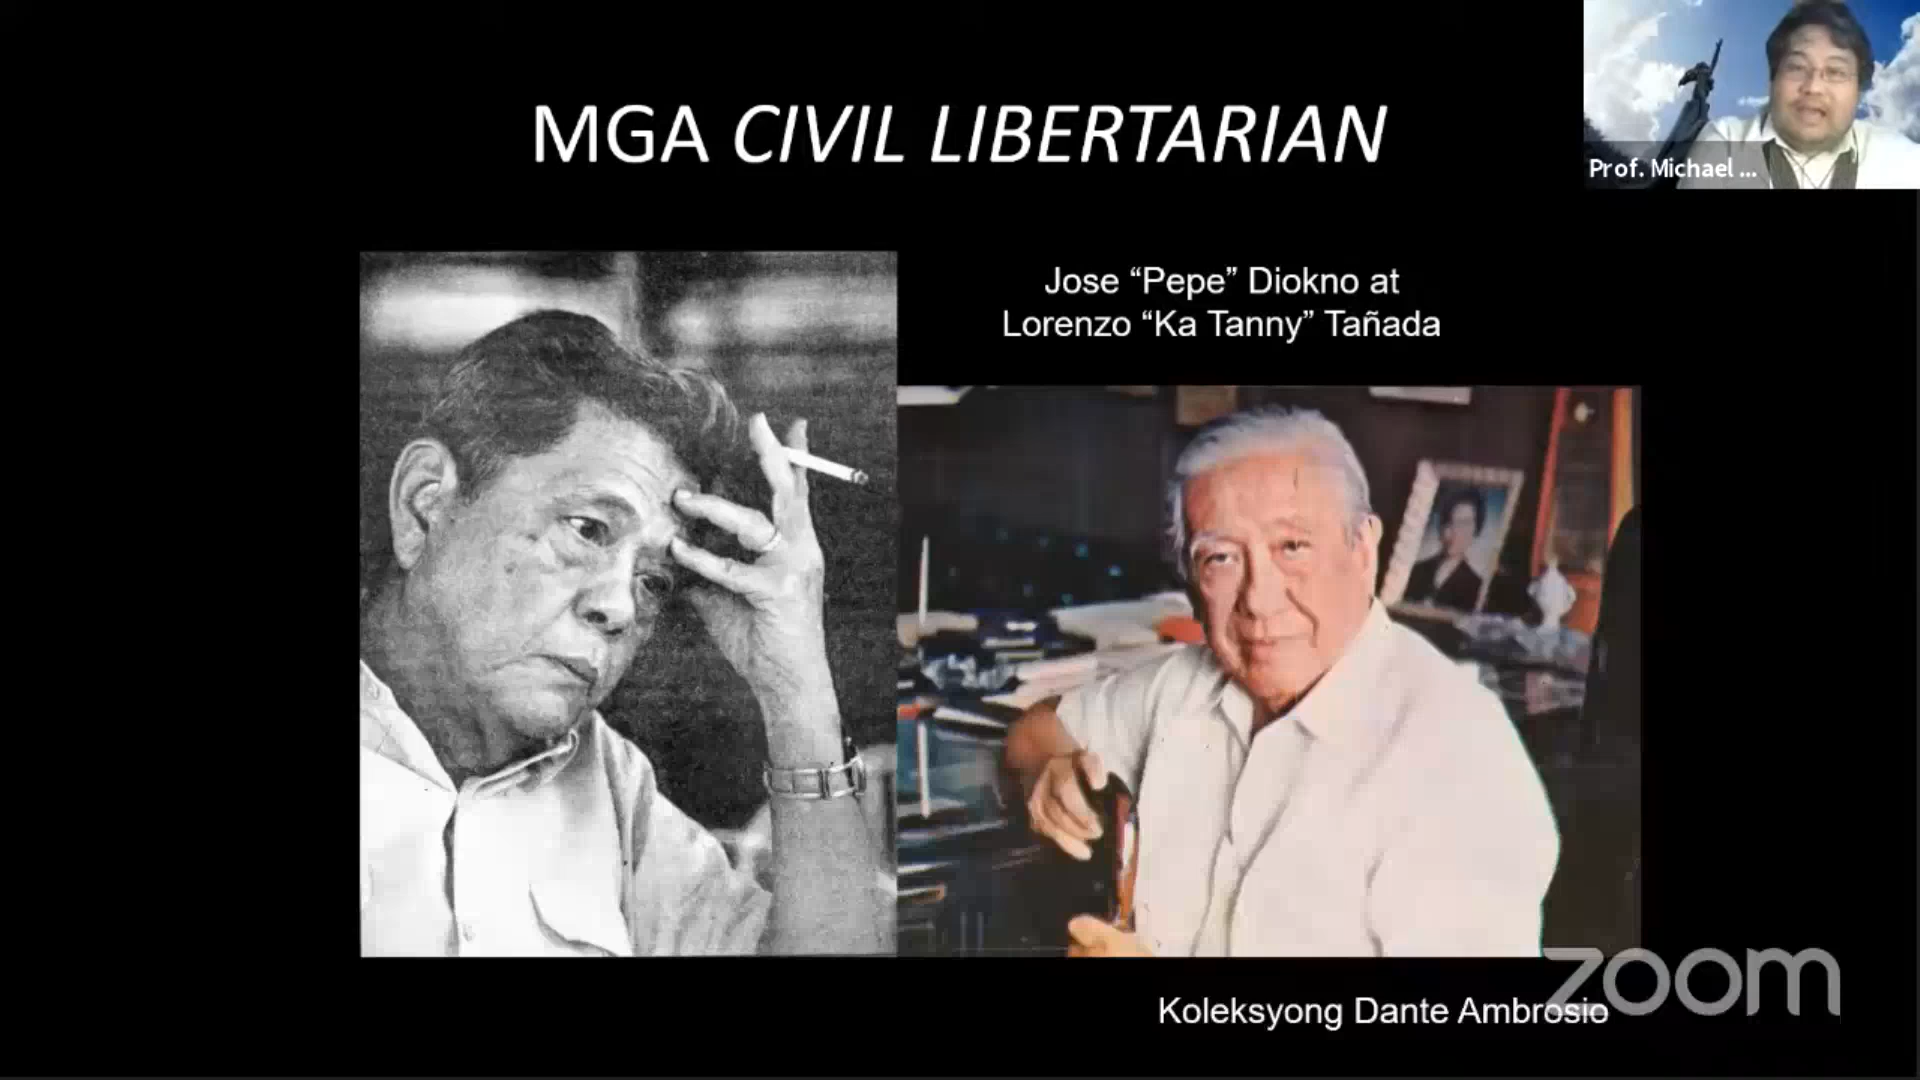 MGA CIVIL LIBERTARIAN
Prof. Michael ...
Jose “Pepe” Diokno at
Lorenzo “Ka Tanny” Tañada
zoom
Koleksyong Dante Ambrosio